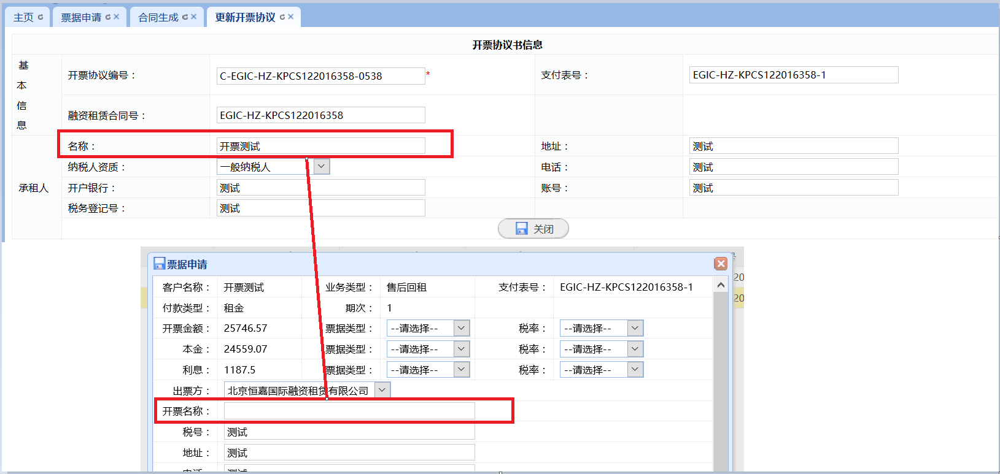 主页 票据申请 合同生成 更新开票协议
开票协议书信息
基本信息
开票协议编号： C-EGIC-HZ-KPCS122016358-0538 * 支付表号： EGIC-HZ-KPCS122016358-1
融资租赁合同号： EGIC-HZ-KPCS122016358
承租人
名称： 开票测试 地址： 测试
纳税人资质： 一般纳税人 电话： 测试
开户银行： 测试 账号： 测试
税务登记号： 测试
关闭
票据申请
客户名称： 开票测试 业务类型： 售后回租 支付表号： EGIC-HZ-KPCS122016358-1
付款类型： 租金 期次： 1
开票金额： 25746.57 票据类型： --请选择-- 税率： --请选择--
本金： 24559.07 票据类型： --请选择-- 税率： --请选择--
利息： 1187.5 票据类型： --请选择-- 税率： --请选择--
出票方： 北京恒嘉国际融资租赁有限公司
开票名称：
税号： 测试
地址： 测试
号
20
20